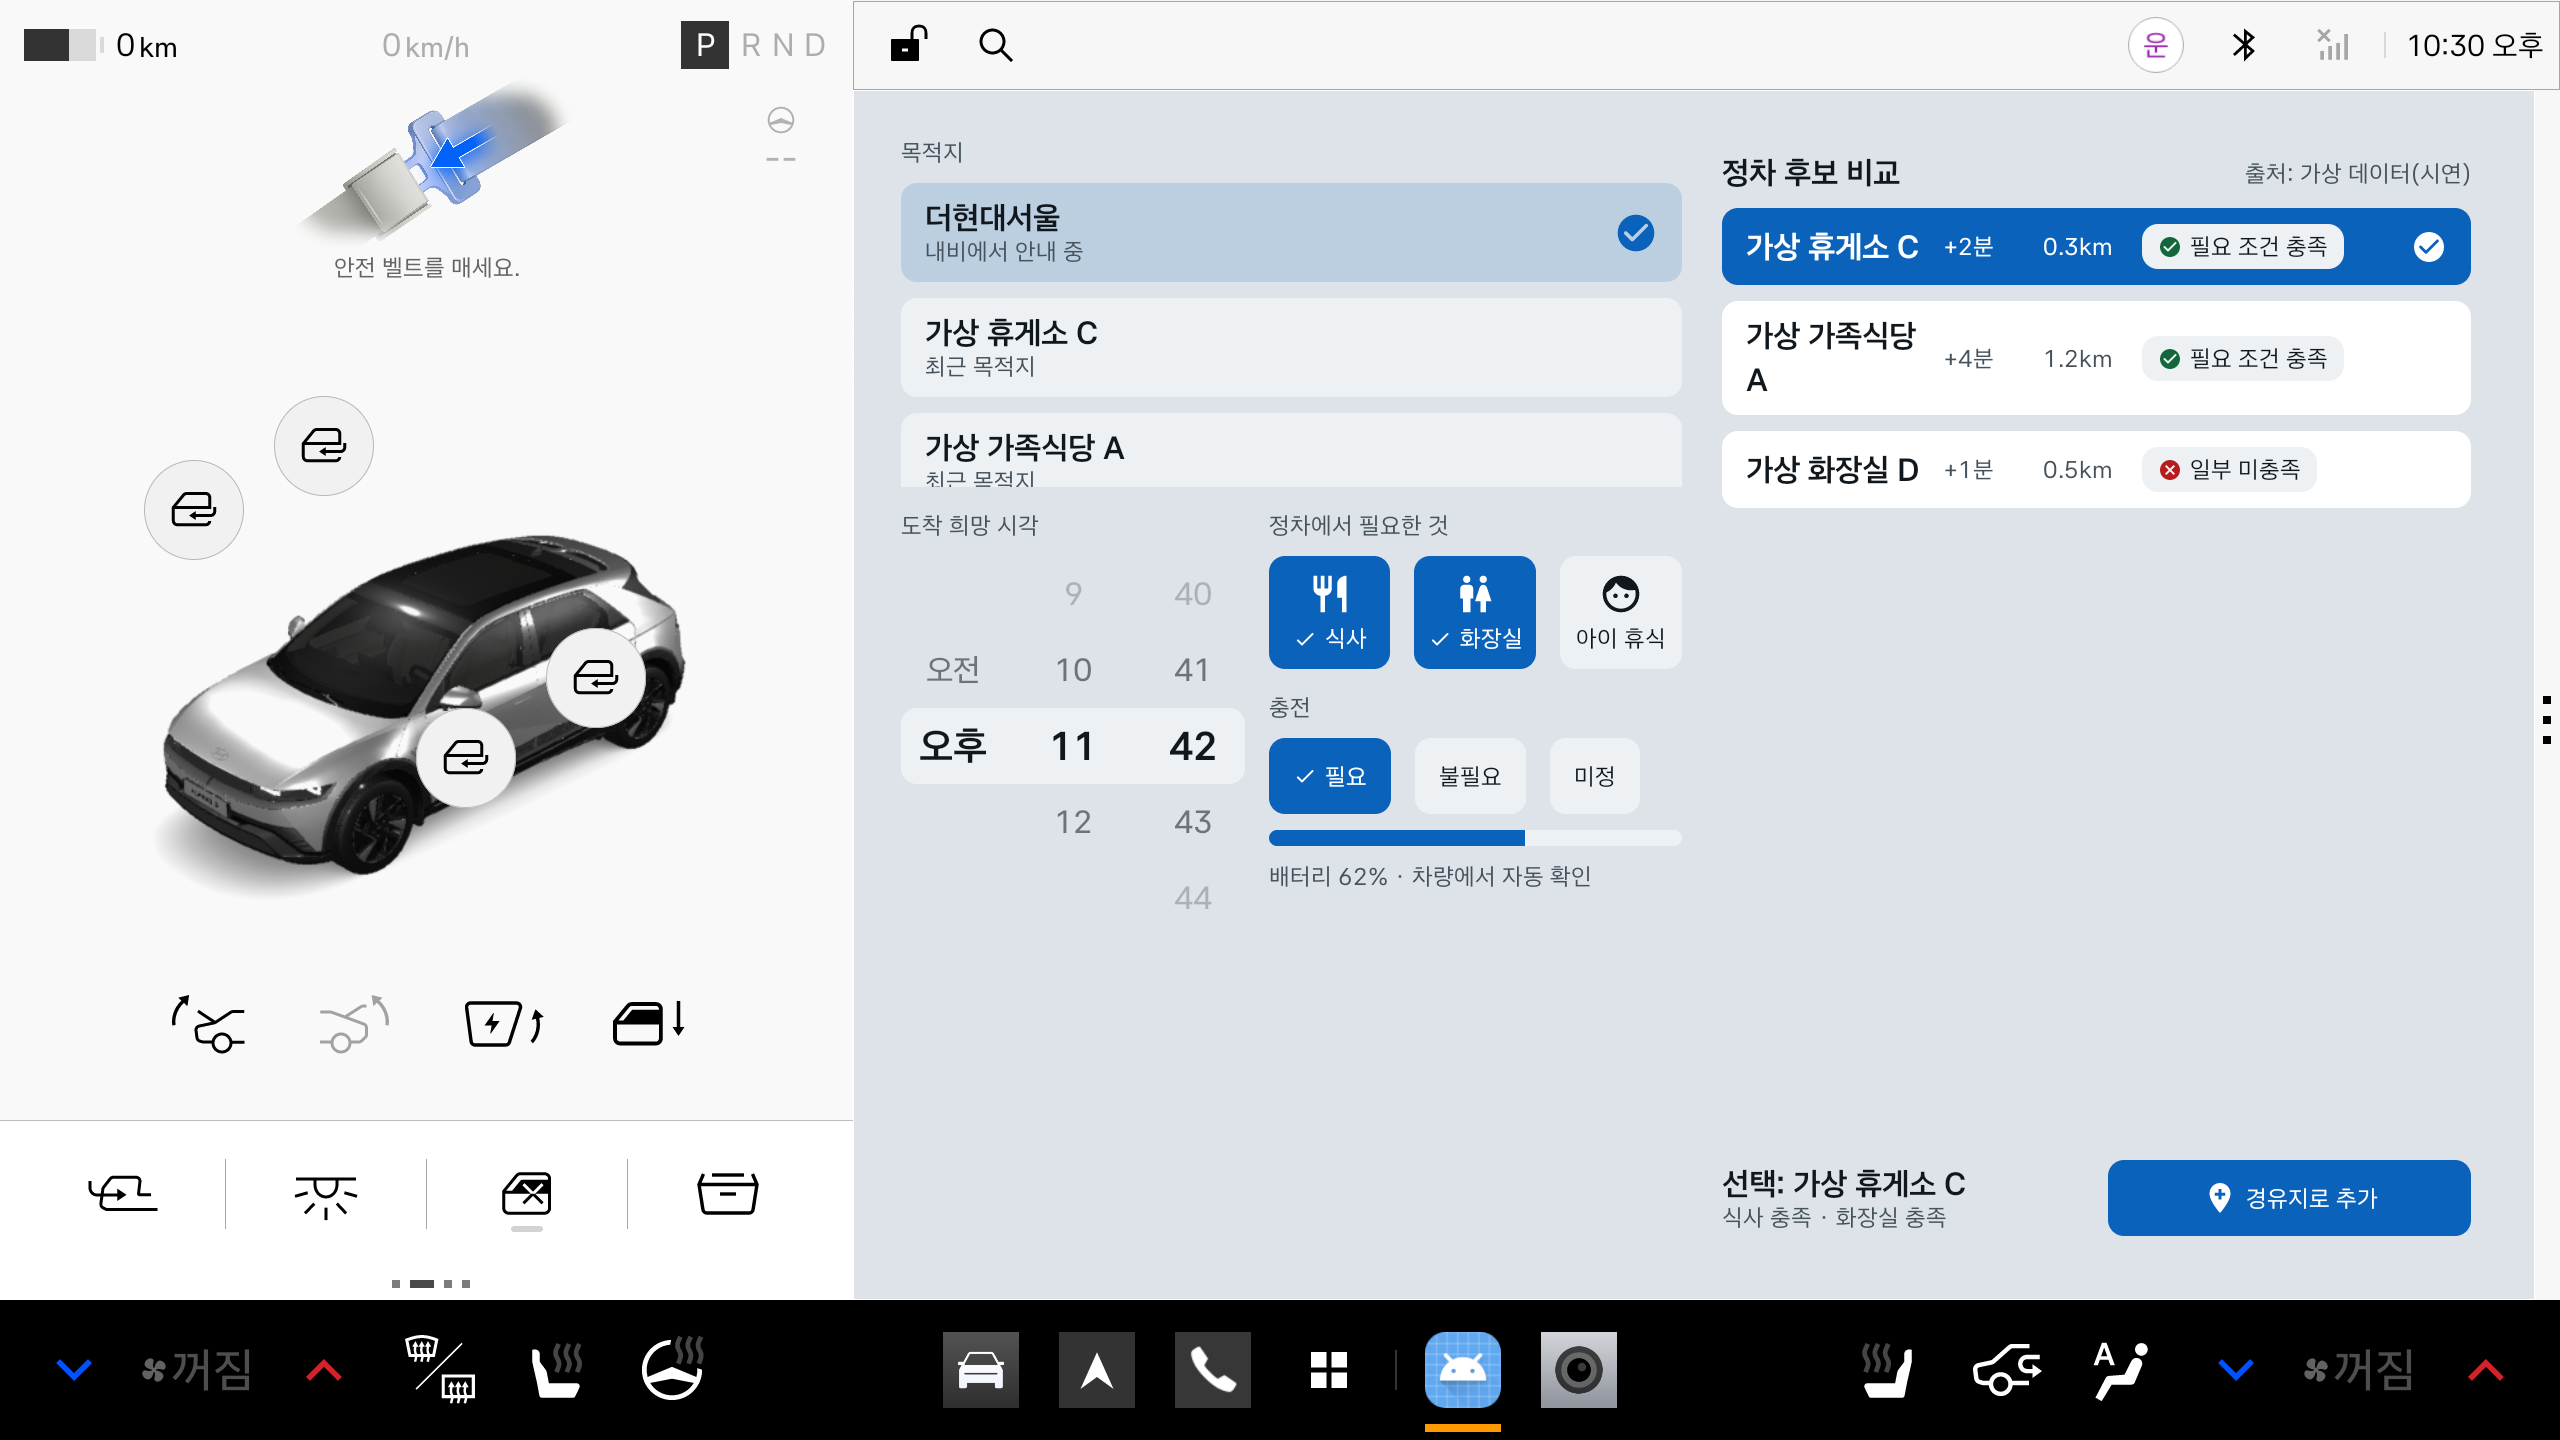 0 km
0 km/h
P R N D
운
10:30 오후
안전 벨트를 매세요.
목적지
더현대서울
내비에서 안내 중
가상 휴게소 C
최근 목적지
가상 가족식당 A
최근 목적지
도착 희망 시각
9 40
오전 10 41
오후 11 42
12 43
44
정차에서 필요한 것
식사
화장실
아이 휴식
충전
필요
불필요
미정
배터리 62% · 차량에서 자동 확인
정차 후보 비교
출처: 가상 데이터(시연)
가상 휴게소 C +2분 0.3km 필요 조건 충족
가상 가족식당
A
+4분 1.2km 필요 조건 충족
가상 화장실 D +1분 0.5km 일부 미충족
선택: 가상 휴게소 C
식사 충족 · 화장실 충족
경유지로 추가
꺼짐
A
꺼짐